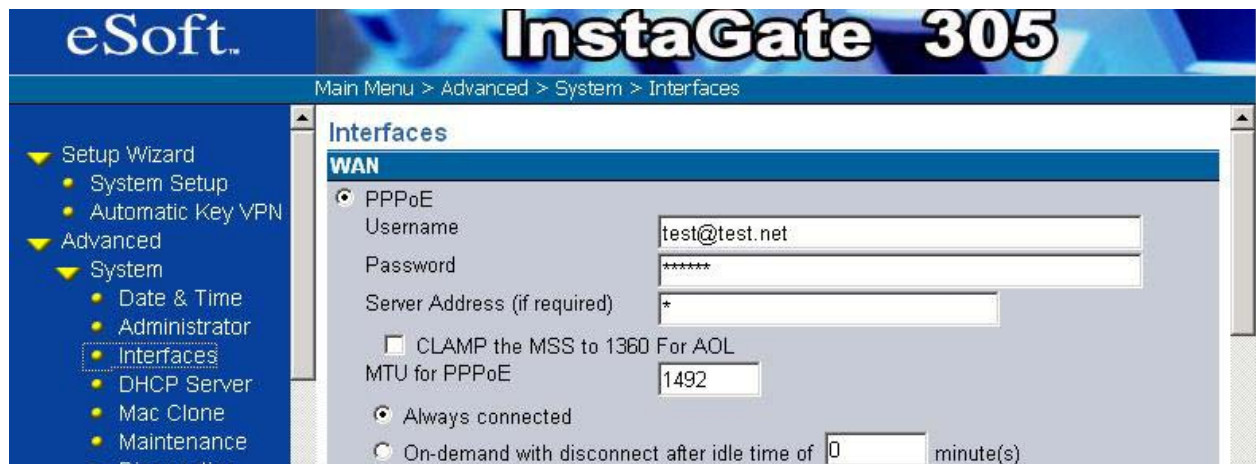 eSoft.
InstaGate 305
Main Menu > Advanced > System > Interfaces
Setup Wizard
System Setup
Automatic Key VPN
Advanced
System
Date & Time
Administrator
Interfaces
DHCP Server
Mac Clone
Maintenance
Interfaces
WAN
PPPoE
Username test@test.net
Password ******
Server Address (if required) *
CLAMP the MSS to 1360 For AOL
MTU for PPPoE 1492
Always connected
On-demand with disconnect after idle time of 0 minute(s)